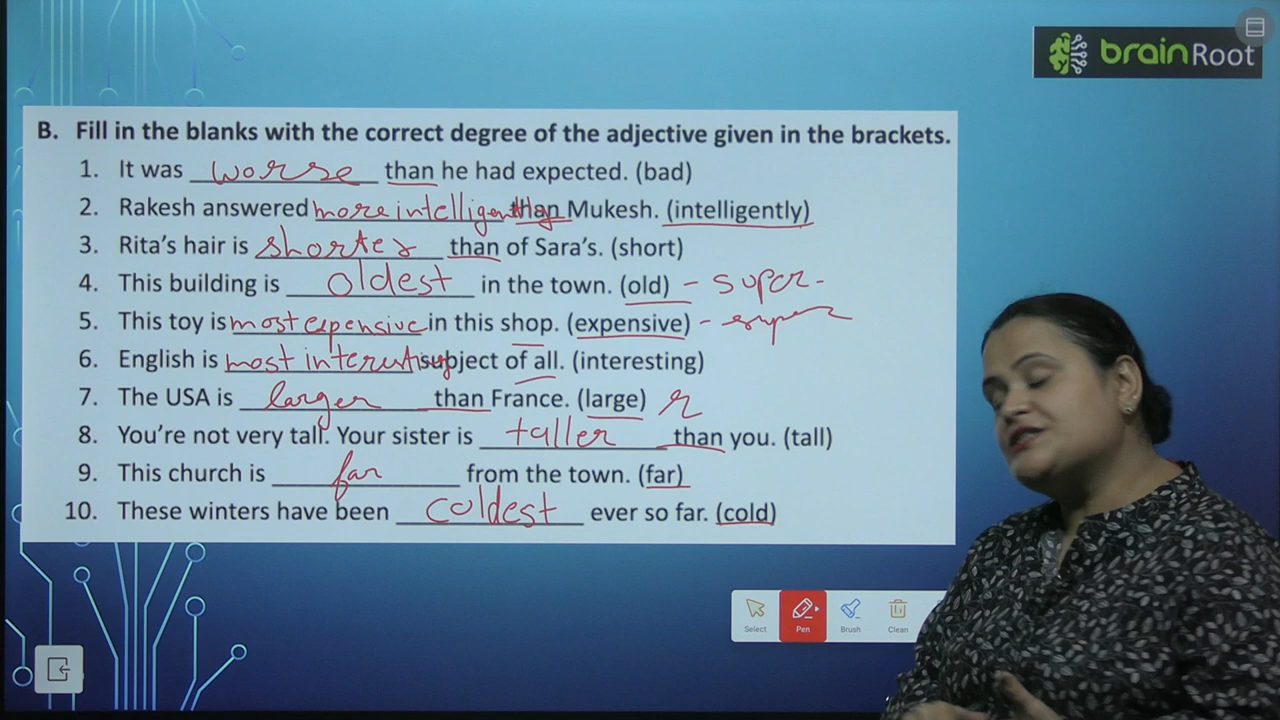 brainRoot
B. Fill in the blanks with the correct degree of the adjective given in the brackets.
1. It was worse than he had expected. (bad)
2. Rakesh answered more intelligently than Mukesh. (intelligently)
3. Rita's hair is shorter than of Sara's. (short)
4. This building is oldest in the town. (old) - super-
5. This toy is most expensive in this shop. (expensive) - super
6. English is most interesting subject of all. (interesting)
7. The USA is larger than France. (large) r
8. You're not very tall. Your sister is taller than you. (tall)
9. This church is far from the town. (far)
10. These winters have been coldest ever so far. (cold)
Select Pen Brush Clean